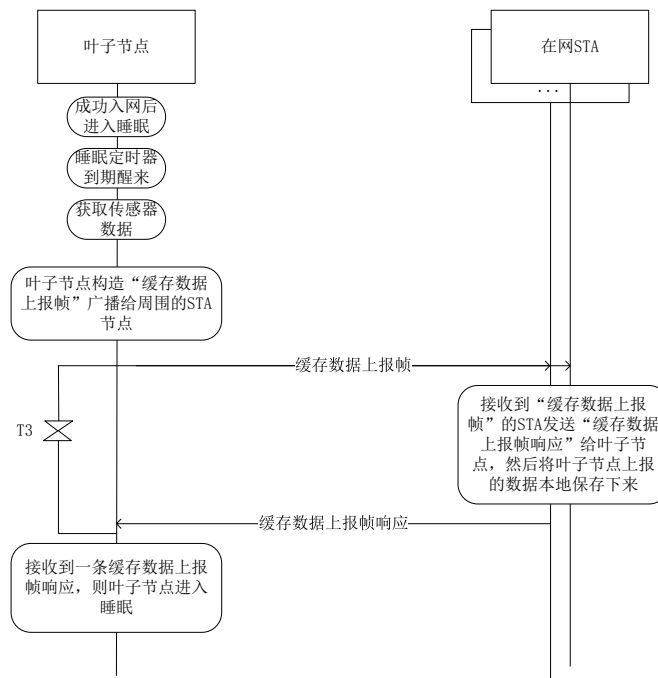 叶子节点
在网STA
...
成功入网后
进入睡眠
睡眠定时器
到期醒来
获取传感器
数据
叶子节点构造“缓存数据
上报帧”广播给周围的STA
节点
缓存数据上报帧
接收到“缓存数据上报
帧”的STA发送“缓存数据
上报帧响应”给叶子节
点，然后将叶子节点上报
的数据本地保存下来
T3
缓存数据上报帧响应
接收到一条缓存数据上报
帧响应，则叶子节点进入
睡眠